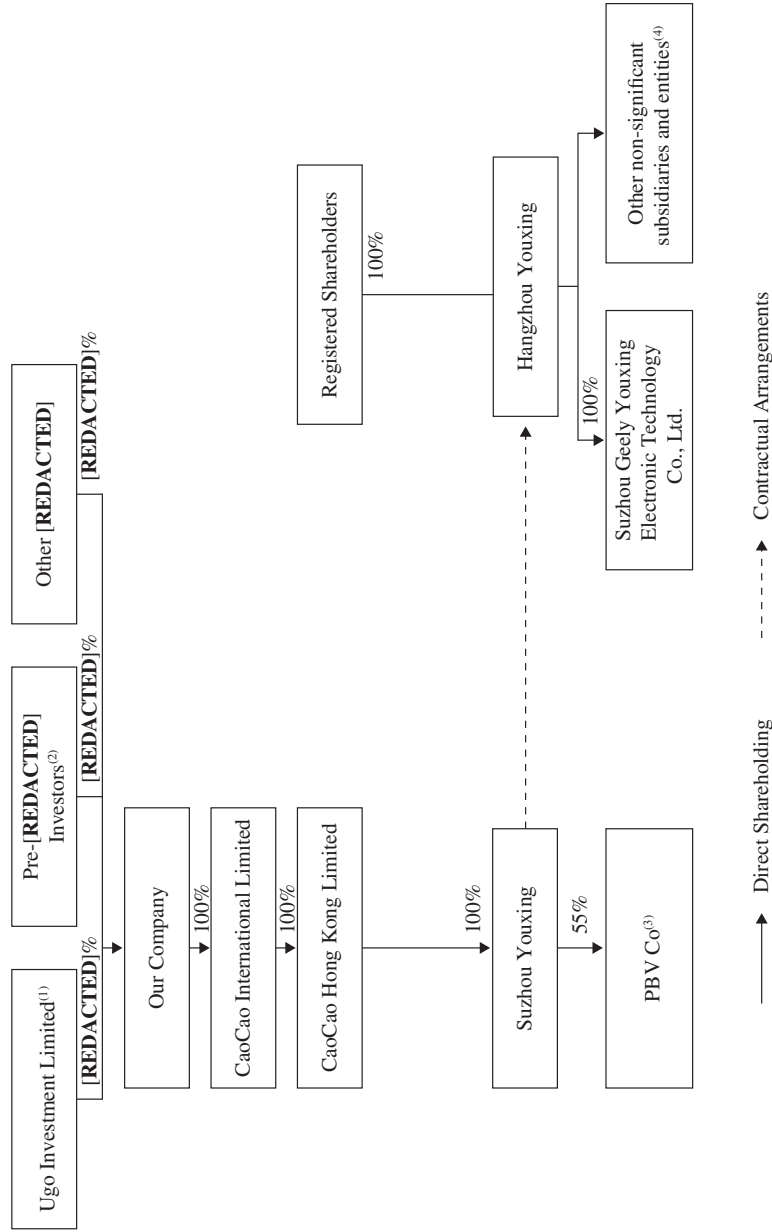 Ugo Investment Limited(1)
Pre-[REDACTED]
Investors(2)
Other [REDACTED]
[REDACTED]%
[REDACTED]%
[REDACTED]%
Our Company
100%
CaoCao International Limited
100%
CaoCao Hong Kong Limited
Registered Shareholders
100%
100%
Suzhou Youxing
Hangzhou Youxing
55%
100%
PBV Co(3)
Suzhou Geely Youxing
Electronic Technology
Co., Ltd.
Other non-significant
subsidiaries and entities(4)
Direct Shareholding
Contractual Arrangements